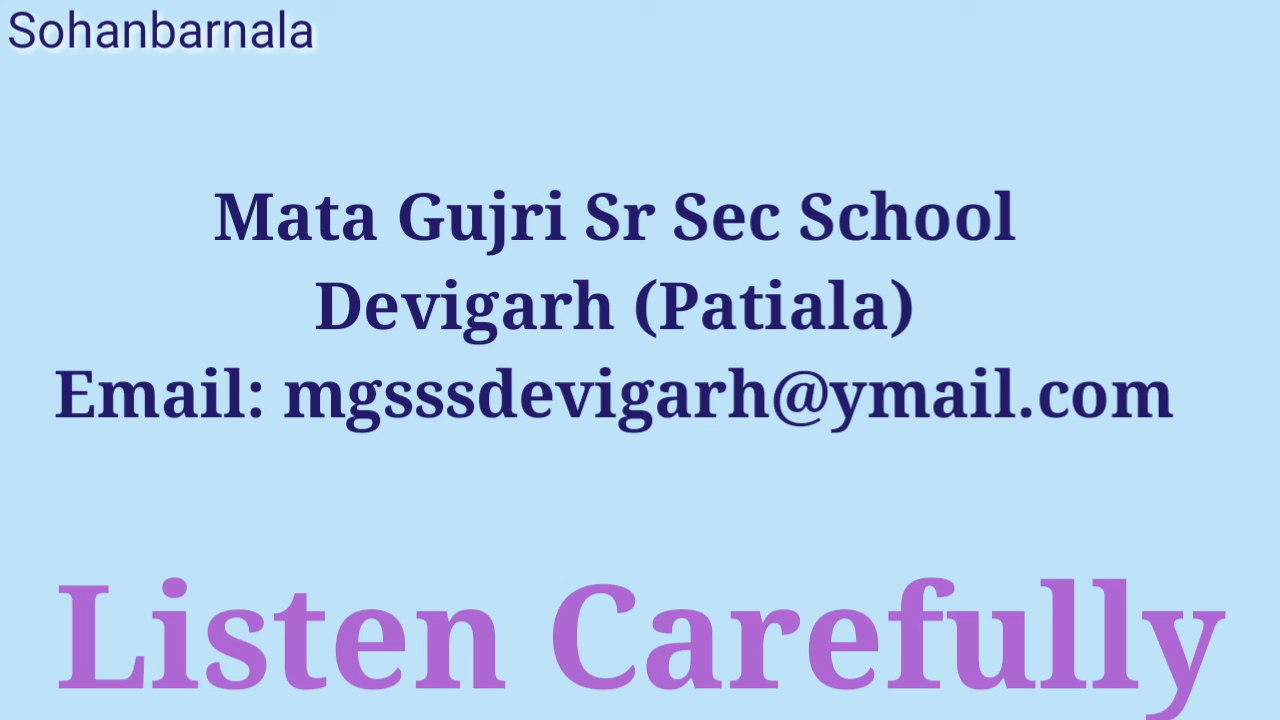 Sohanbarnala
Mata Gujri Sr Sec School
Devigarh (Patiala)
Email: mgsssdevigarh@ymail.com
Listen Carefully